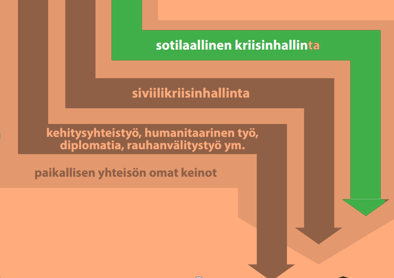 sotilaallinen kriisinhallinta
siviilikriisinhallinta
kehitysyhteistyö, humanitaarinen työ,
diplomatia, rauhanvälitystyö ym.
paikallisen yhteisön omat keinot